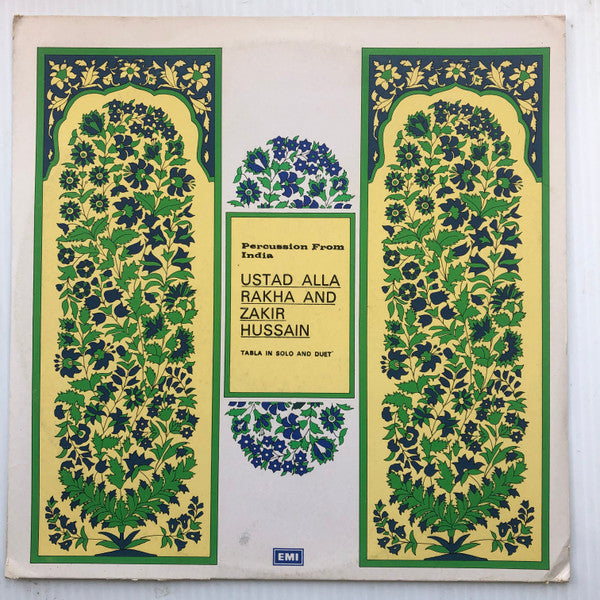 Percussion From
India
USTAD ALLA
RAKHA AND
ZAKIR
HUSSAIN
TABLA IN SOLO AND DUET
EMI